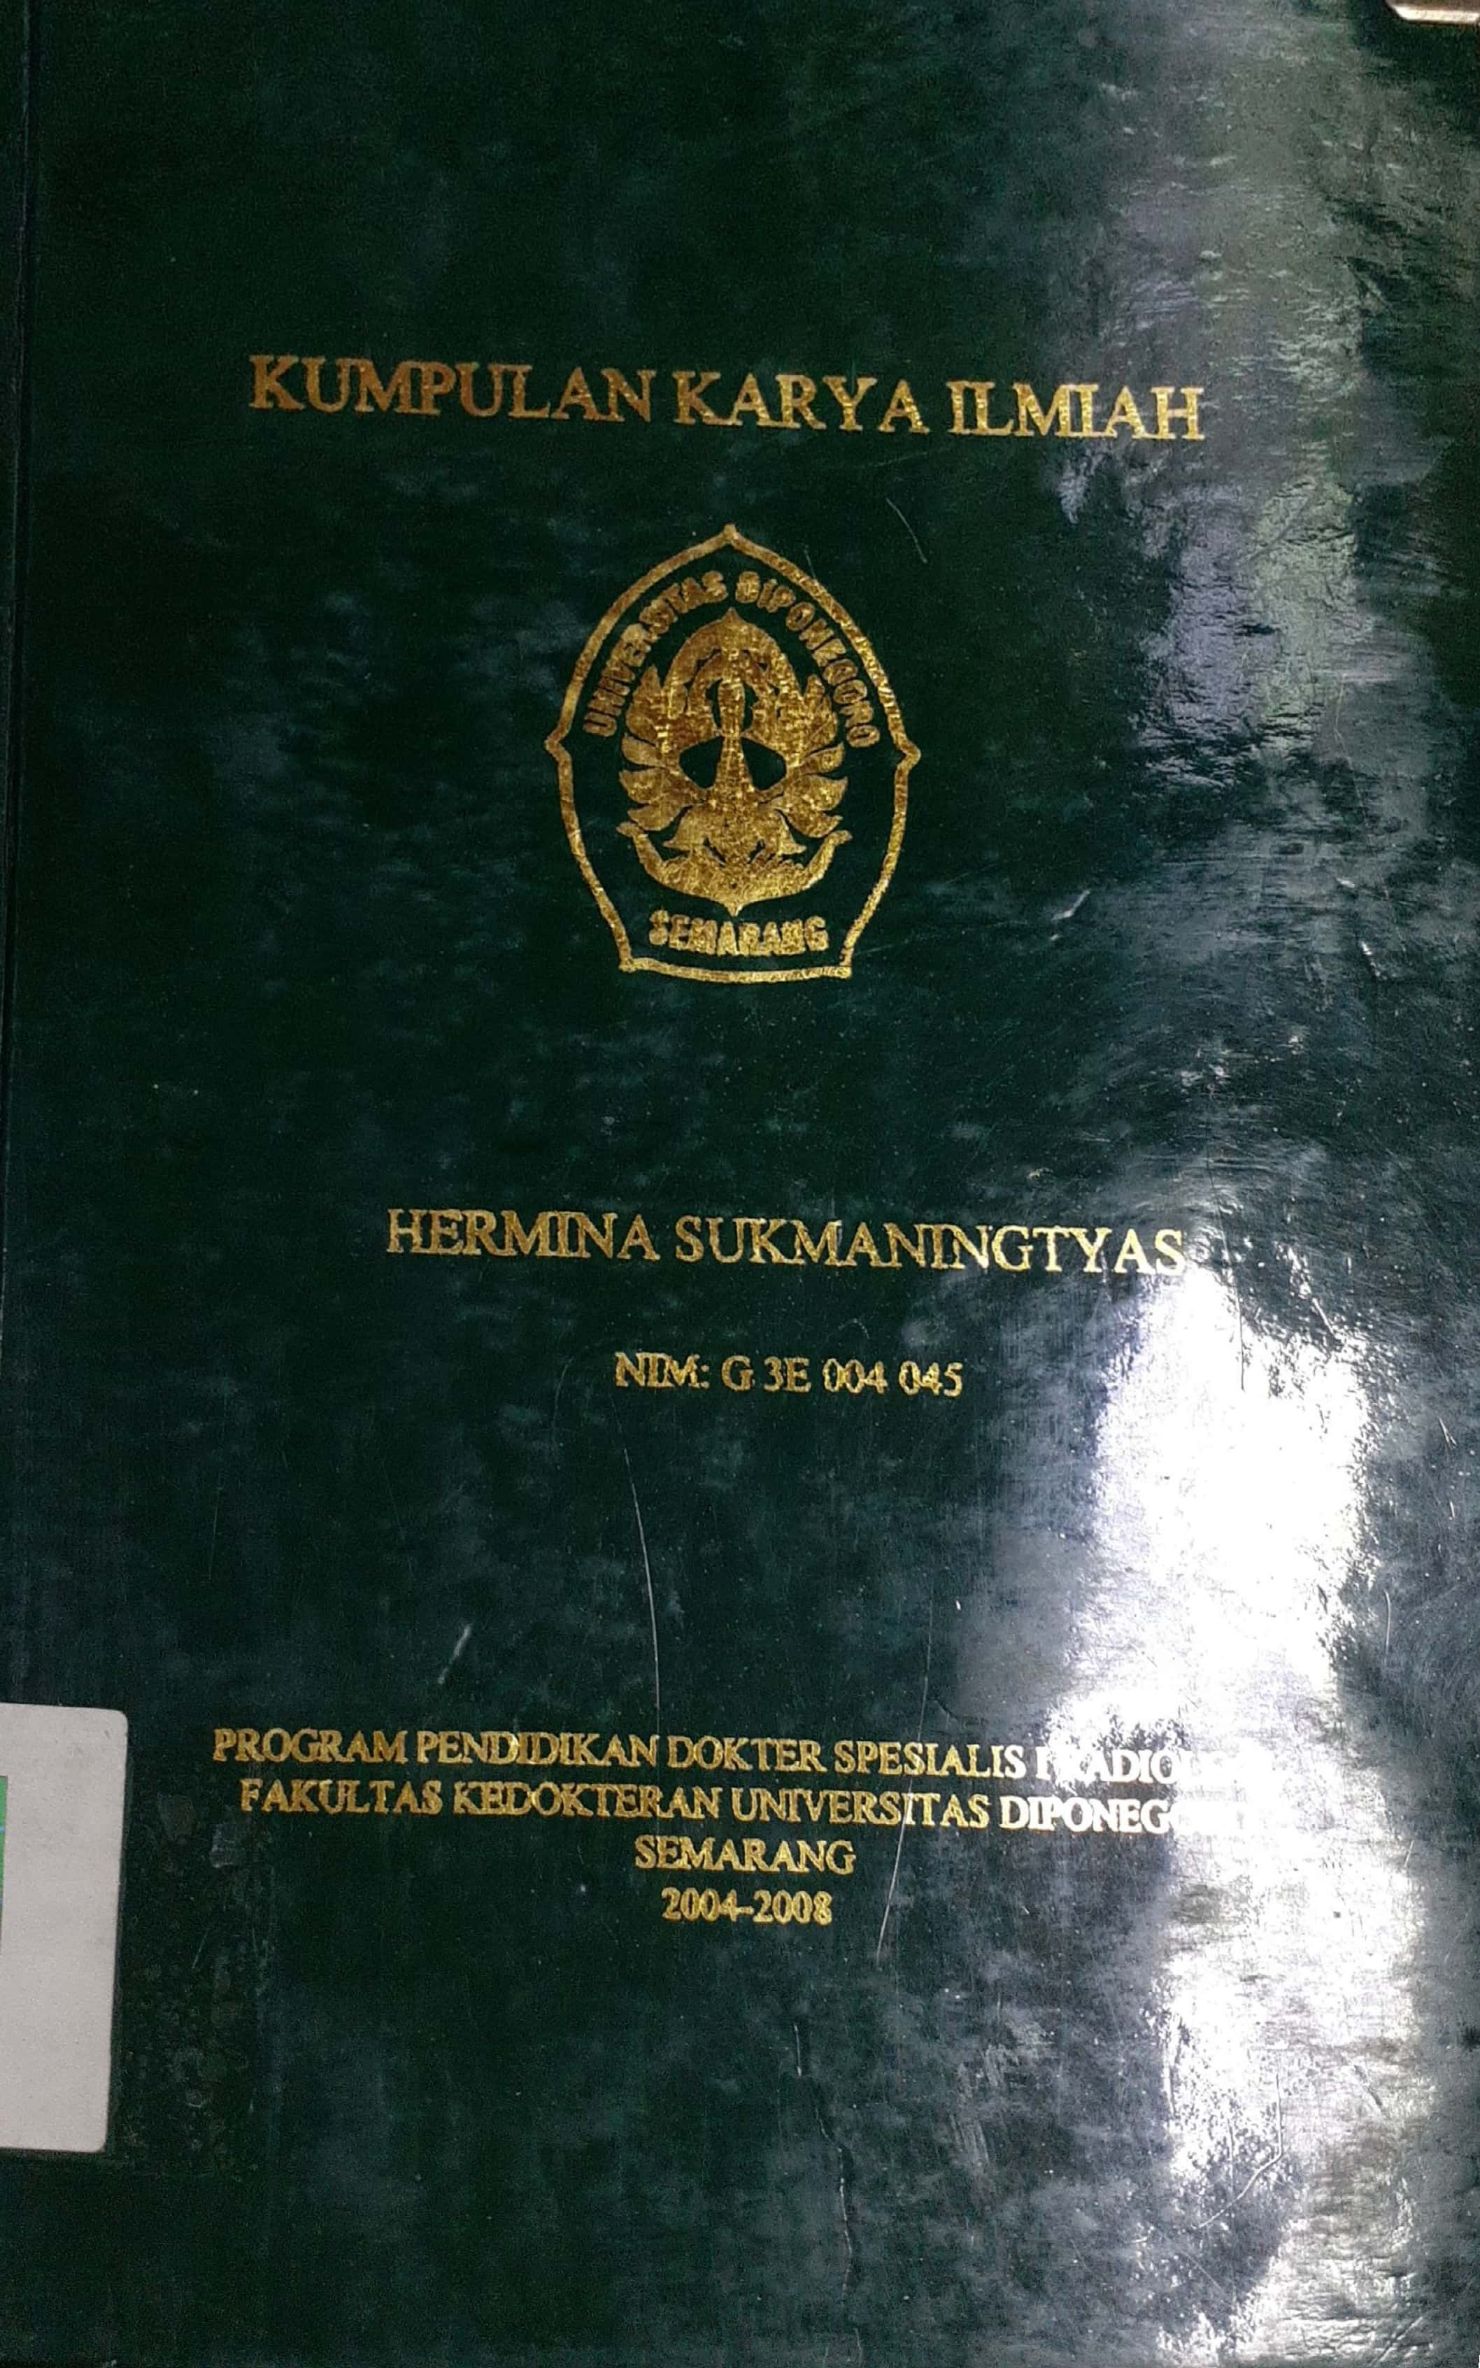 KUMPULAN KARYA ILMIAH
UNIVERSITAS DIPONEGORO
SEMARANG
HERMINA SUKMANINGTYAS
NIM: G 3E 004 045
PROGRAM PENDIDIKAN DOKTER SPESIALIS I
FAKULTAS KEDOKTERAN UNIVERSITAS
SEMARANG
2004-2008